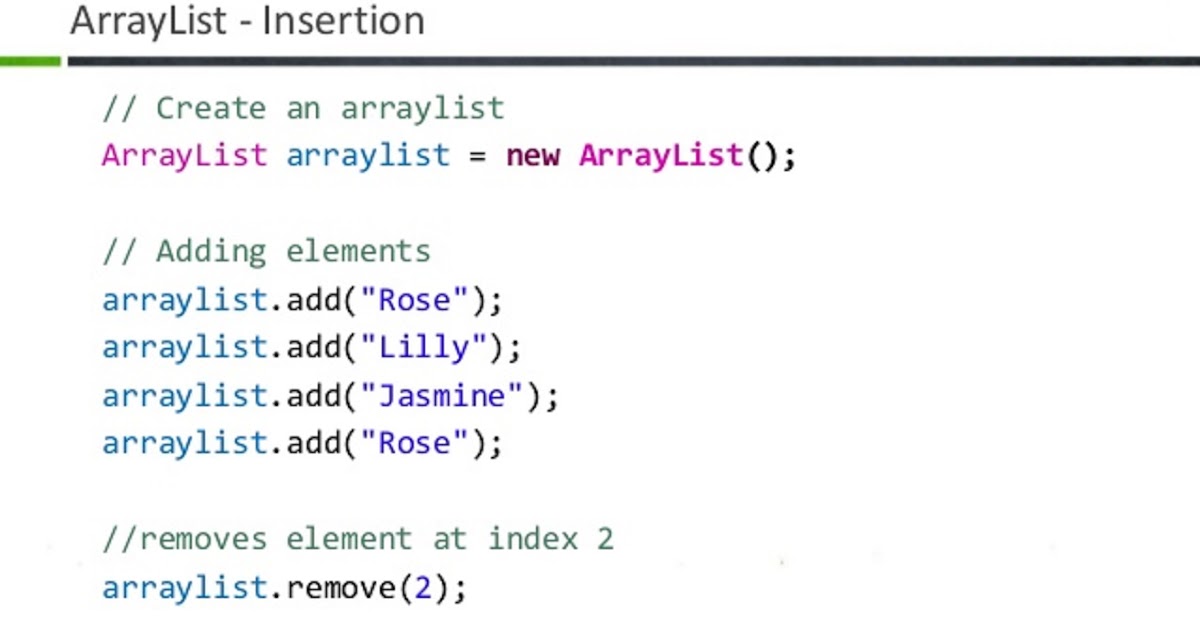 ArrayList - Insertion
// Create an arraylist
ArrayList arraylist = new ArrayList();
// Adding elements
arraylist.add("Rose");
arraylist.add("Lilly");
arraylist.add("Jasmine");
arraylist.add("Rose");
//removes element at index 2
arraylist.remove(2);